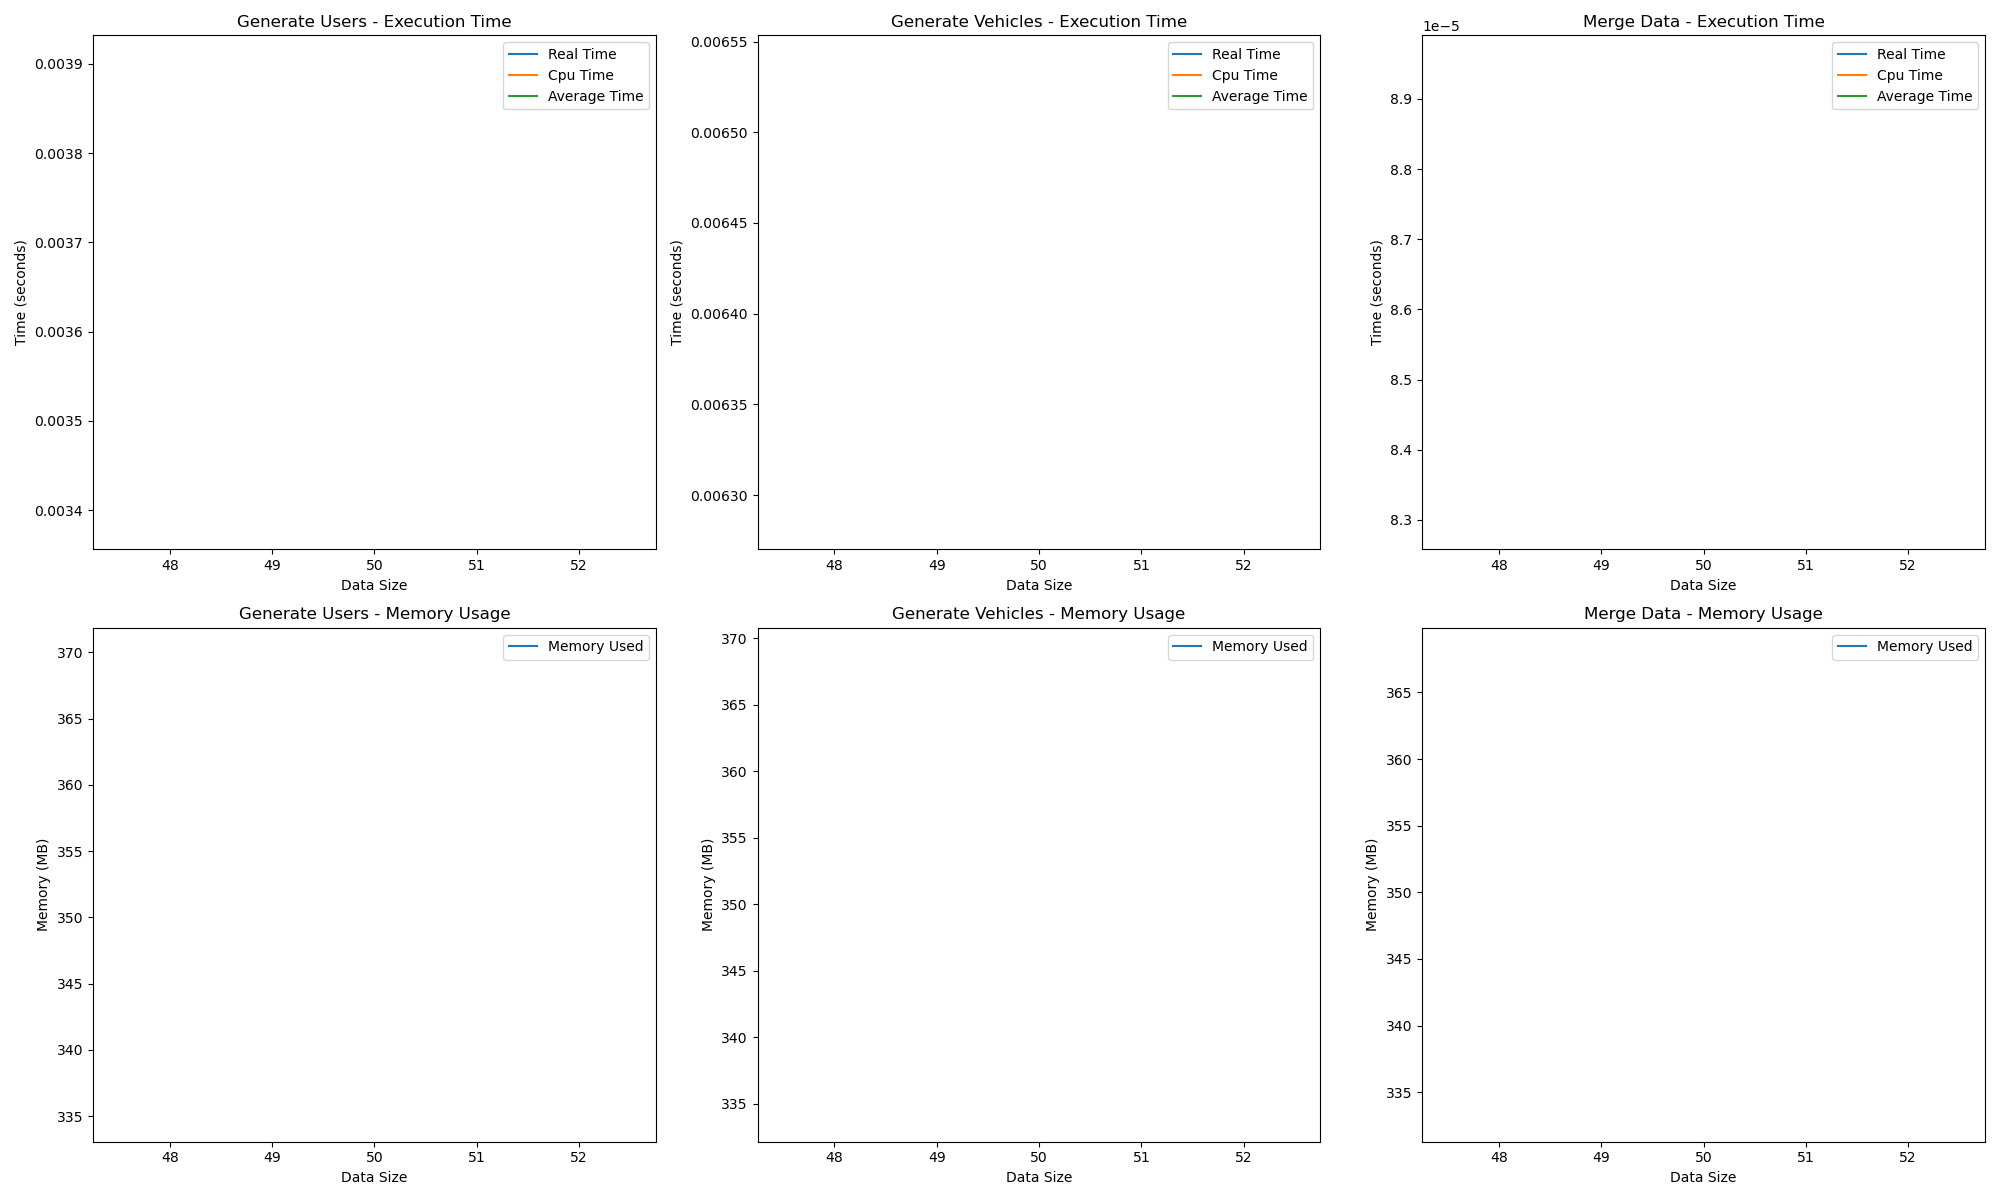 Generate Users - Execution Time
Real Time
Cpu Time
Average Time
0.0039
0.0038
0.0037
0.0036
0.0035
0.0034
Time (seconds)
48 49 50 51 52
Data Size
Generate Vehicles - Execution Time
Real Time
Cpu Time
Average Time
0.00655
0.00650
0.00645
0.00640
0.00635
0.00630
Time (seconds)
48 49 50 51 52
Data Size
Merge Data - Execution Time
1e−5
Real Time
Cpu Time
Average Time
8.9
8.8
8.7
8.6
8.5
8.4
8.3
Time (seconds)
48 49 50 51 52
Data Size
Generate Users - Memory Usage
Memory Used
370
365
360
355
350
345
340
335
Memory (MB)
48 49 50 51 52
Data Size
Generate Vehicles - Memory Usage
Memory Used
370
365
360
355
350
345
340
335
Memory (MB)
48 49 50 51 52
Data Size
Merge Data - Memory Usage
Memory Used
365
360
355
350
345
340
335
Memory (MB)
48 49 50 51 52
Data Size